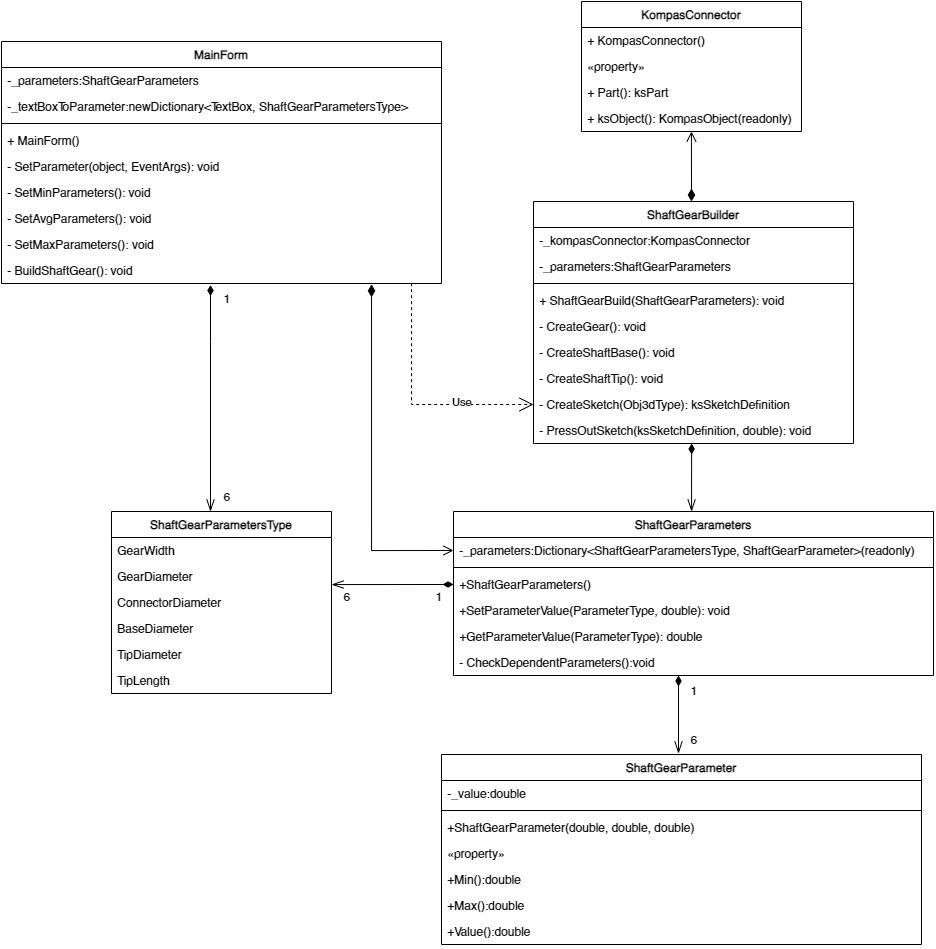 KompasConnector
+ KompasConnector()
«property»
+ Part(): ksPart
+ ksObject(): KompasObject(readonly)
MainForm
-_parameters:ShaftGearParameters
-_textBoxToParameter:newDictionary<TextBox, ShaftGearParametersType>
+ MainForm()
- SetParameter(object, EventArgs): void
- SetMinParameters(): void
- SetAvgParameters(): void
- SetMaxParameters(): void
- BuildShaftGear(): void
ShaftGearBuilder
-_kompasConnector:KompasConnector
-_parameters:ShaftGearParameters
+ ShaftGearBuild(ShaftGearParameters): void
- CreateGear(): void
- CreateShaftBase(): void
- CreateShaftTip(): void
- CreateSketch(Obj3dType): ksSketchDefinition
- PressOutSketch(ksSketchDefinition, double): void
1
Use
6
ShaftGearParametersType
GearWidth
GearDiameter
ConnectorDiameter
BaseDiameter
TipDiameter
TipLength
6
1
ShaftGearParameters
-_parameters:Dictionary<ShaftGearParametersType, ShaftGearParameter>(readonly)
+ShaftGearParameters()
+SetParameterValue(ParameterType, double): void
+GetParameterValue(ParameterType): double
- CheckDependentParameters():void
1
6
ShaftGearParameter
-_value:double
+ShaftGearParameter(double, double, double)
«property»
+Min():double
+Max():double
+Value():double